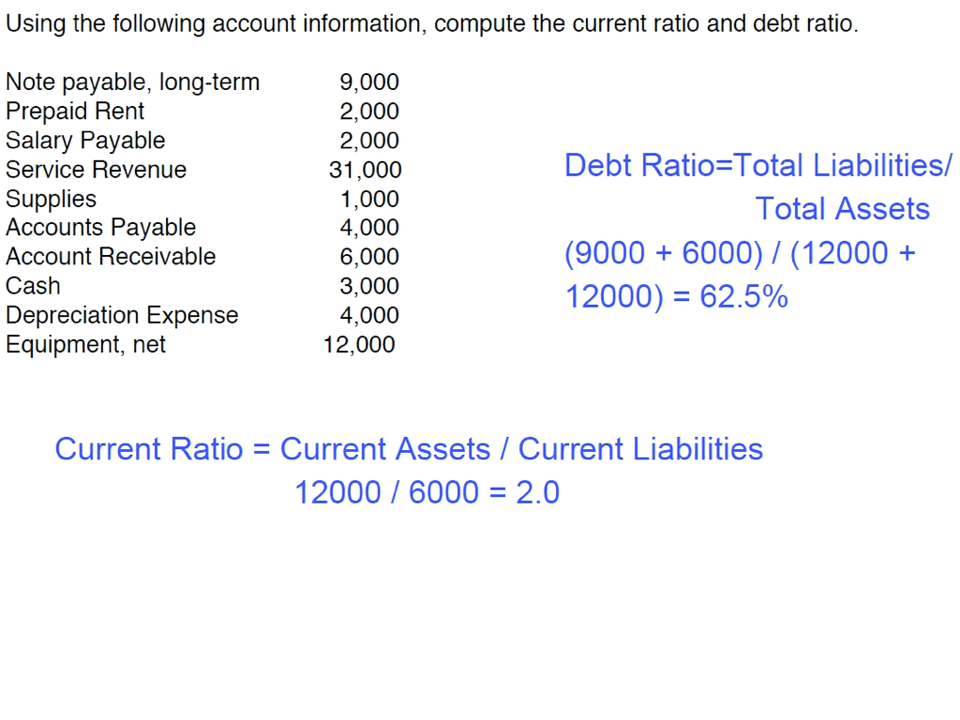 Using the following account information, compute the current ratio and debt ratio.
Note payable, long-term 9,000
Prepaid Rent 2,000
Salary Payable 2,000
Service Revenue 31,000
Supplies 1,000
Accounts Payable 4,000
Account Receivable 6,000
Cash 3,000
Depreciation Expense 4,000
Equipment, net 12,000
Debt Ratio=Total Liabilities/
Total Assets
(9000 + 6000) / (12000 +
12000) = 62.5%
Current Ratio = Current Assets / Current Liabilities
12000 / 6000 = 2.0